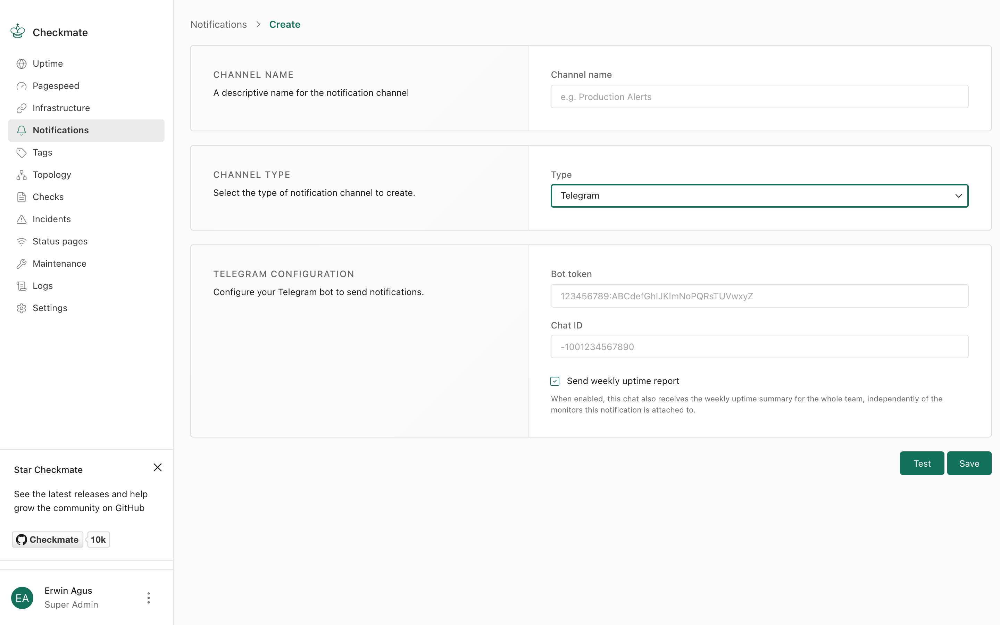 Checkmate
Uptime
Pagespeed
Infrastructure
Notifications
Tags
Topology
Checks
Incidents
Status pages
Maintenance
Logs
Settings
Star Checkmate
See the latest releases and help
grow the community on GitHub
Checkmate
10k
EA
Erwin Agus
Super Admin
Notifications > Create
CHANNEL NAME
A descriptive name for the notification channel
Channel name
e.g. Production Alerts
CHANNEL TYPE
Select the type of notification channel to create.
Type
Telegram
TELEGRAM CONFIGURATION
Configure your Telegram bot to send notifications.
Bot token
123456789:ABCdefGhIJKlmNoPQRsTUVwxyZ
Chat ID
-1001234567890
Send weekly uptime report
When enabled, this chat also receives the weekly uptime summary for the whole team, independently of the
monitors this notification is attached to.
Test
Save